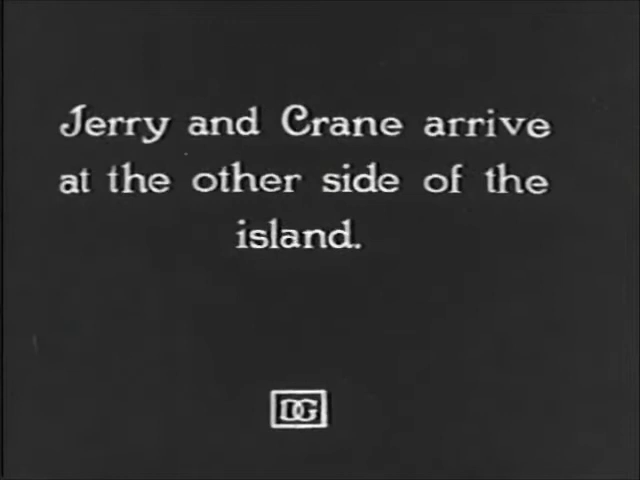 Jerry and Crane arrive
at the other side of the
island.
DG